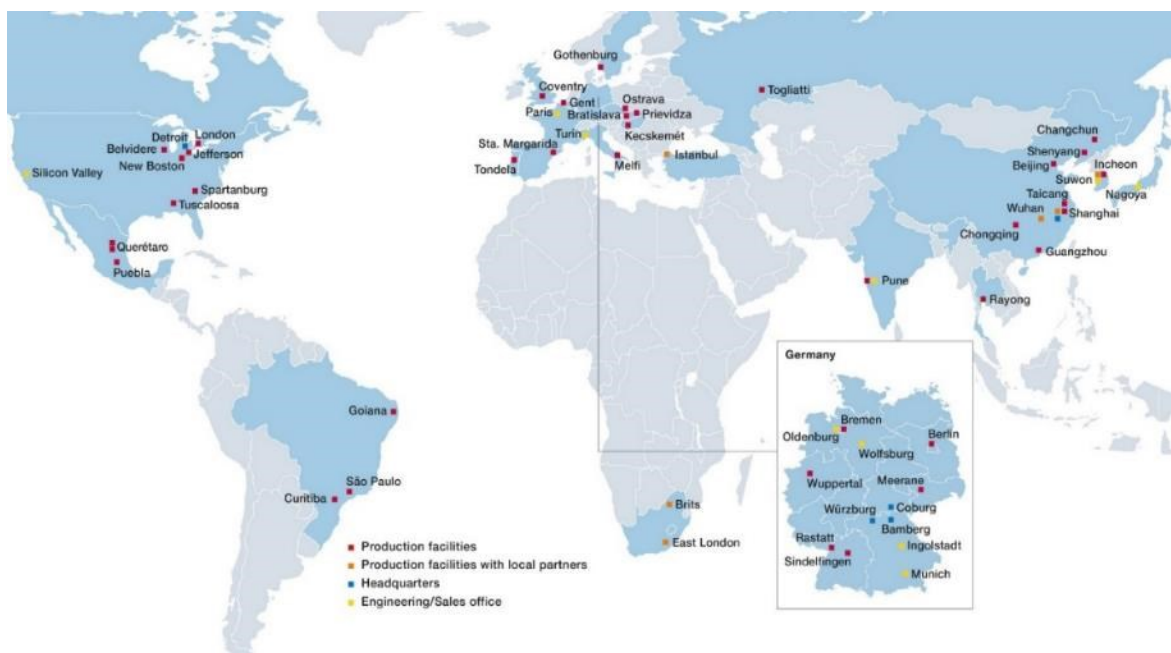 Gothenburg
Togliatti
Coventry
Gent
Ostrava
Paris
Bratislava
Prievidza
Kecskemét
Turin
Sta. Margarida
Tondela
Melfi
Istanbul
Detroit
London
Belvidere
Jefferson
New Boston
Silicon Valley
Spartanburg
Tuscaloosa
Querétaro
Puebla
Changchun
Shenyang
Beijing
Incheon
Suwon
Nagoya
Taicang
Wuhan
Shanghai
Chongqing
Guangzhou
Pune
Rayong
Goiana
São Paulo
Curitiba
Brits
East London
Production facilities
Production facilities with local partners
Headquarters
Engineering/Sales office
Germany
Bremen
Oldenburg
Berlin
Wolfsburg
Wuppertal
Meerane
Coburg
Würzburg
Bamberg
Rastatt
Ingolstadt
Sindelfingen
Munich